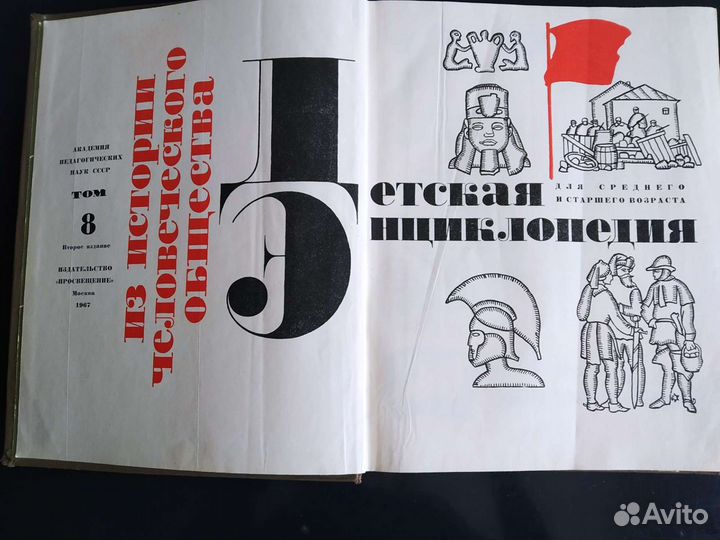 АКАДЕМИЯ
ПЕДАГОГИЧЕСКИХ
НАУК СССР
ТОМ
8
Второе издание
ИЗДАТЕЛЬСТВО
«ПРОСВЕЩЕНИЕ»
Москва
1967
ИЗ ИСТОРИИ
ЧЕЛОВЕЧЕСКОГО
ОБЩЕСТВА
Детская
Энциклопедия
ДЛЯ СРЕДНЕГО
И СТАРШЕГО ВОЗРАСТА
Avito